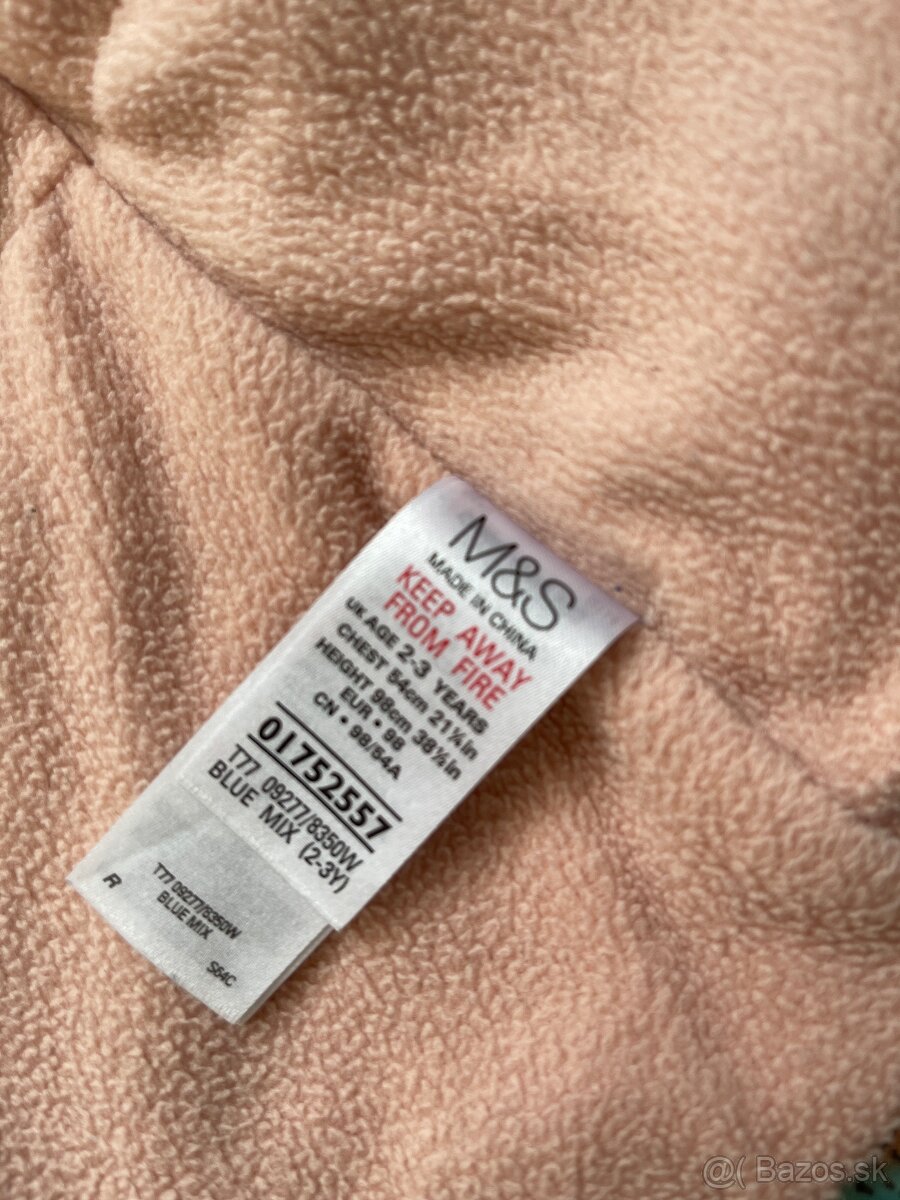 M&S
MADE IN CHINA
KEEP AWAY
FROM FIRE
UK AGE 2-3 YEARS
CHEST 54cm 21¼in
HEIGHT 98cm 38½in
EUR • 98
CN • 98/54A
01752557
T77 09277/8350W
BLUE MIX (2-3Y)
R
T77 09277/8350W
BLUE MIX
S54C
@( Bazos.sk